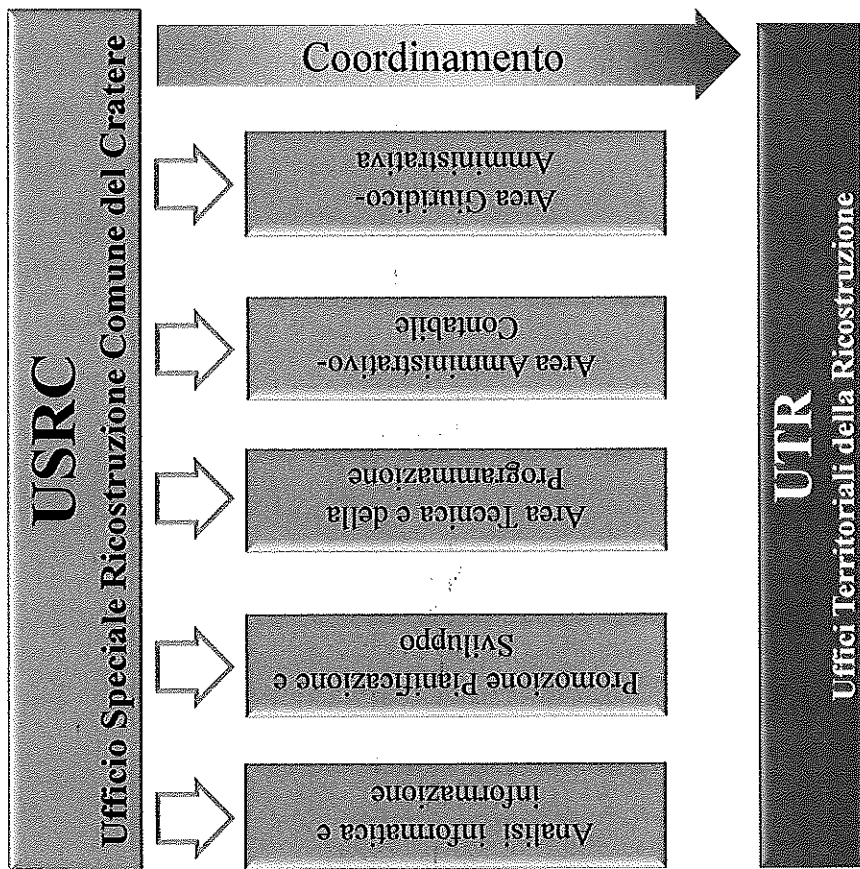 USRC
Ufficio Speciale Ricostruzione Comune del Cratere
Coordinamento
Area Giuridico-
Amministrativa
Area Amministrativo-
Contabile
Area Tecnica e della
Programmazione
Promozione Pianificazione e
Sviluppo
Analisi informatica e
informazione
UTR
Uffici Territoriali della Ricostruzione